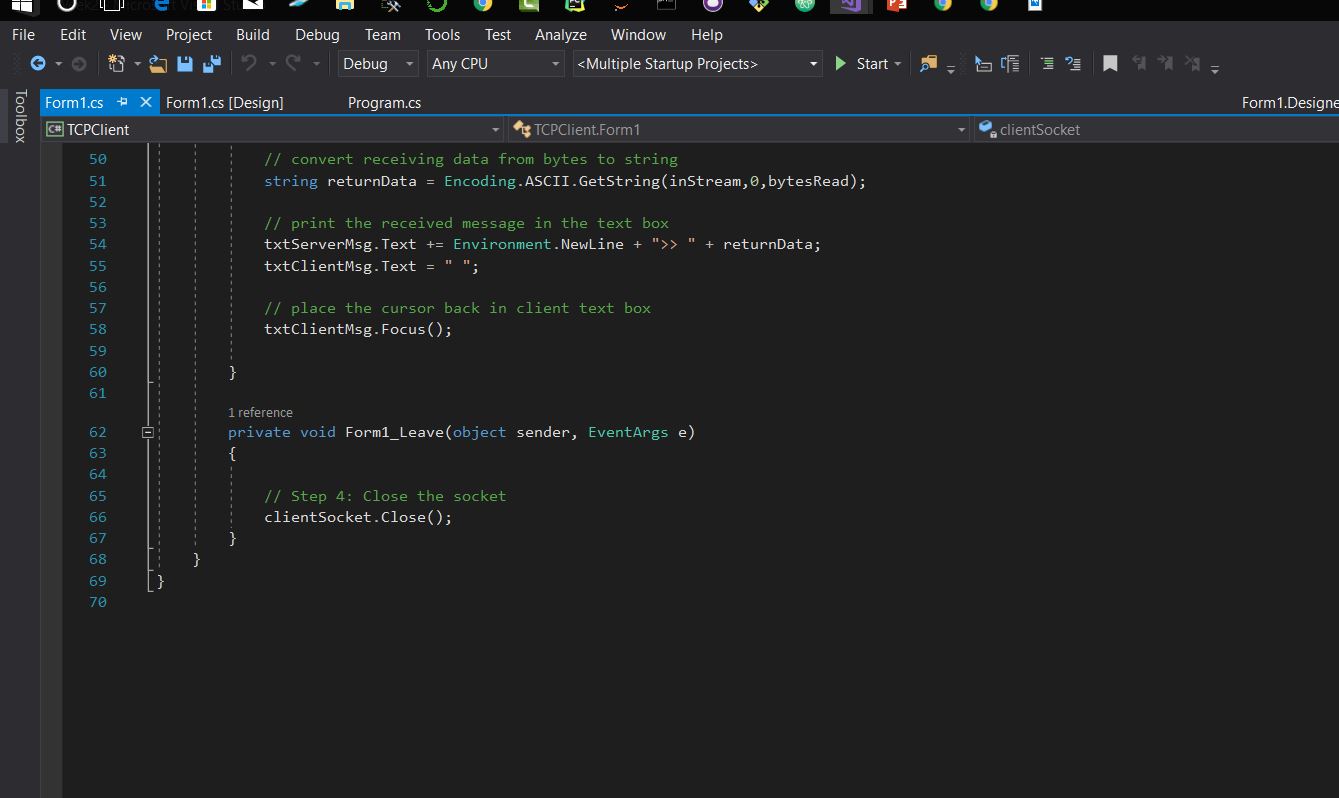 File Edit View Project Build Debug Team Tools Test Analyze Window Help
Debug Any CPU <Multiple Startup Projects> Start
Toolbox
Form1.cs Form1.cs [Design] Program.cs Form1.Designe
C# TCPClient TCPClient.Form1 clientSocket
50 // convert receiving data from bytes to string
51 string returnData = Encoding.ASCII.GetString(inStream,0,bytesRead);
52
53 // print the received message in the text box
54 txtServerMsg.Text += Environment.NewLine + ">> " + returnData;
55 txtClientMsg.Text = " ";
56
57 // place the cursor back in client text box
58 txtClientMsg.Focus();
59
60 }
61
1 reference
62 private void Form1_Leave(object sender, EventArgs e)
63 {
64
65 // Step 4: Close the socket
66 clientSocket.Close();
67 }
68 }
69 }
70